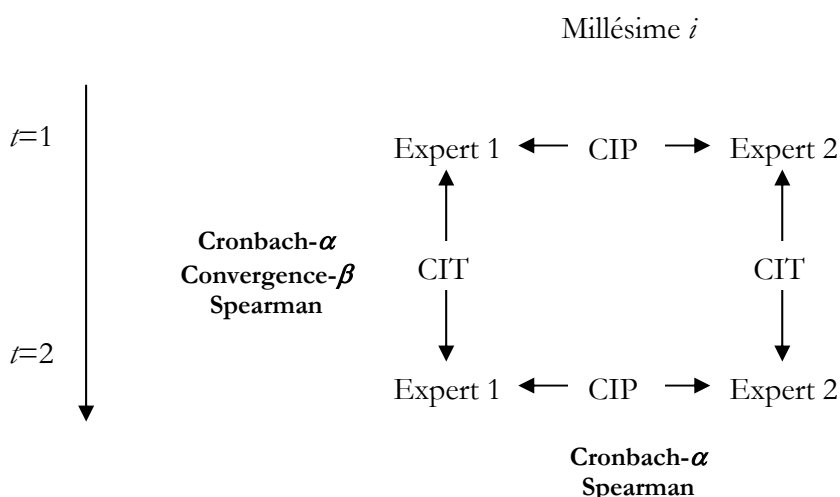 Millésime i
t=1
Expert 1 CIP Expert 2
Cronbach-α
Convergence-β
Spearman
CIT CIT
t=2
Expert 1 CIP Expert 2
Cronbach-α
Spearman